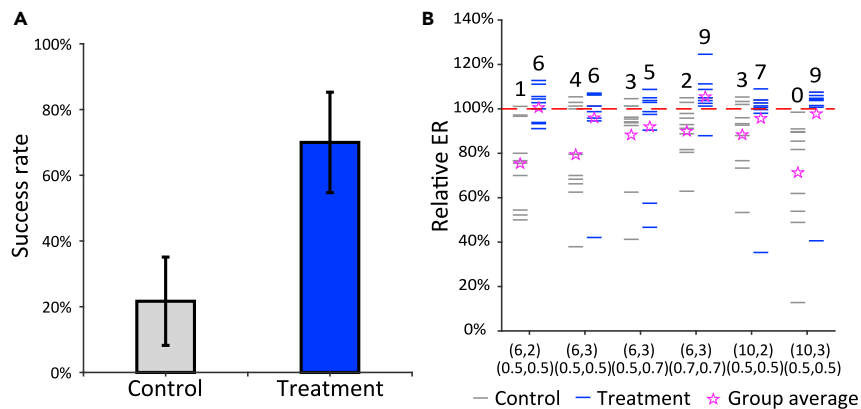 A
Success rate
100%
80%
60%
40%
20%
0%
Control Treatment
B
Relative ER
140%
120%
100%
80%
60%
40%
20%
0%
1 6 4 6 3 5 2 9 3 7 0 9
(6,2) (6,3) (6,3) (6,3) (10,2) (10,3)
(0.5,0.5) (0.5,0.5) (0.5,0.7) (0.7,0.7) (0.5,0.5) (0.5,0.5)
Control Treatment Group average